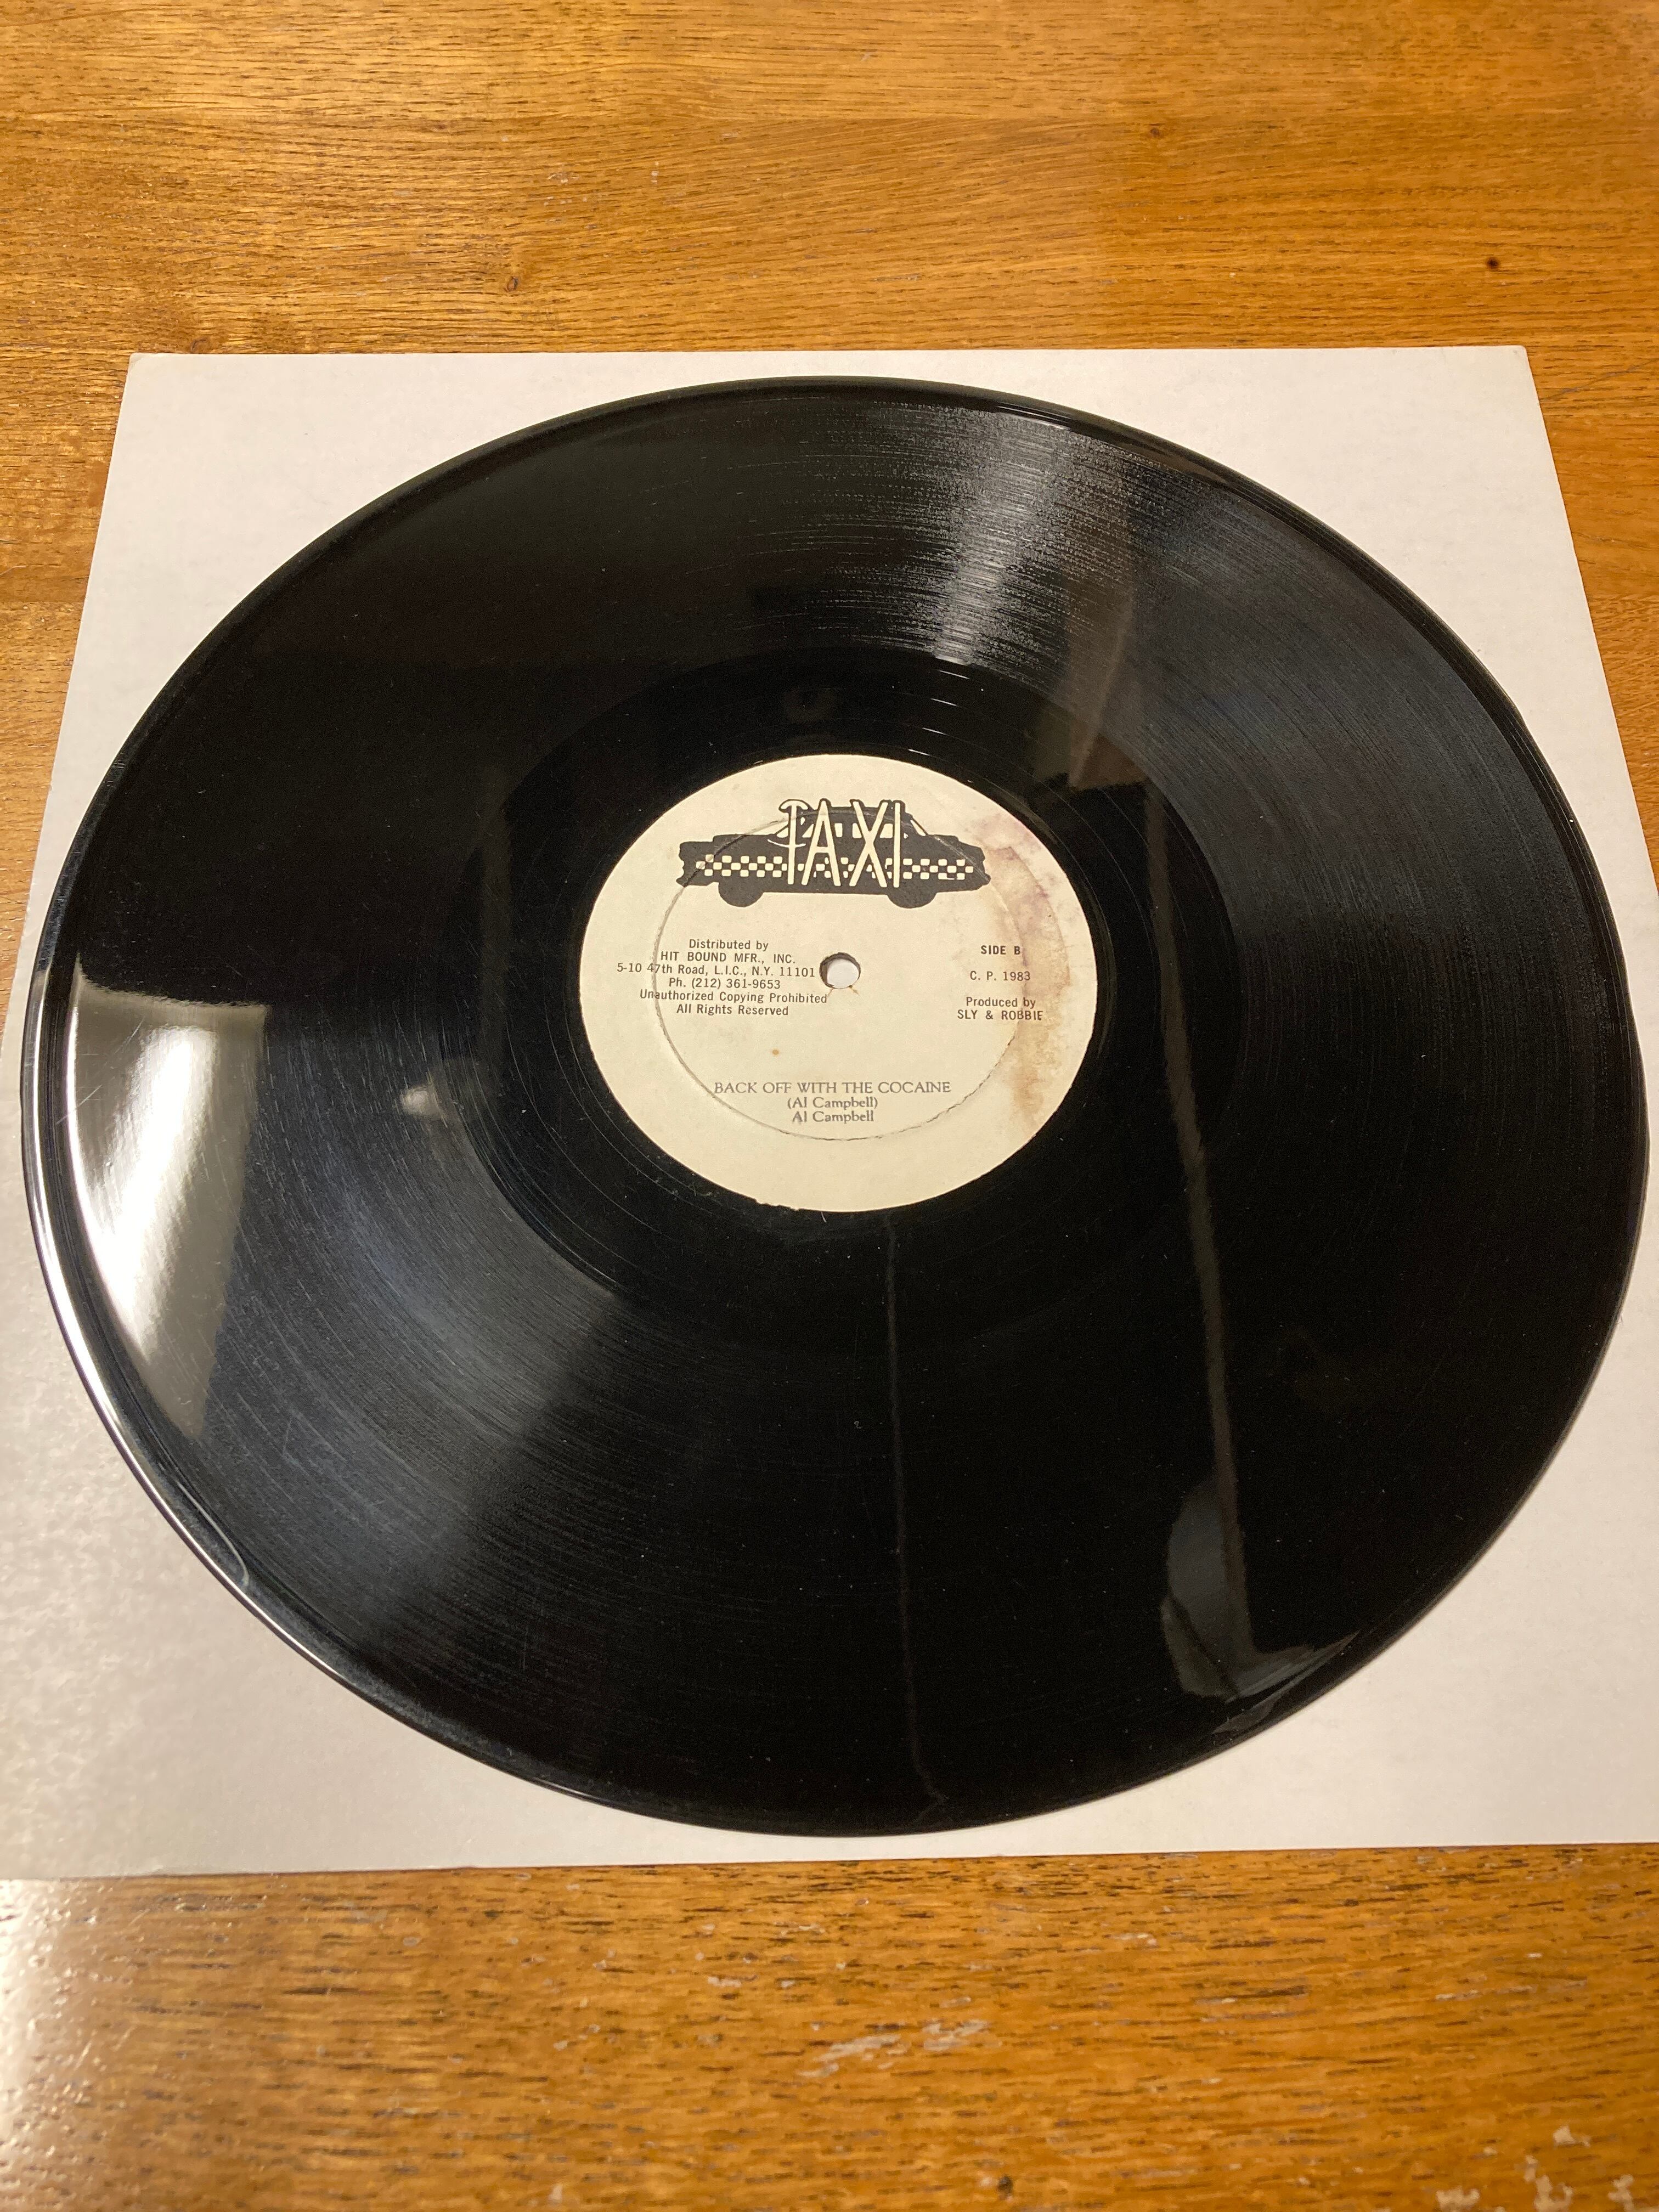 TAXI
Distributed by
HIT BOUND MFR., INC.
5-10 47th Road, L.I.C., N.Y. 11101
Ph. (212) 361-9653
Unauthorized Copying Prohibited
All Rights Reserved
SIDE B
C. P. 1983
Produced by
SLY & ROBBIE
BACK OFF WITH THE COCAINE
(Al Campbell)
Al Campbell